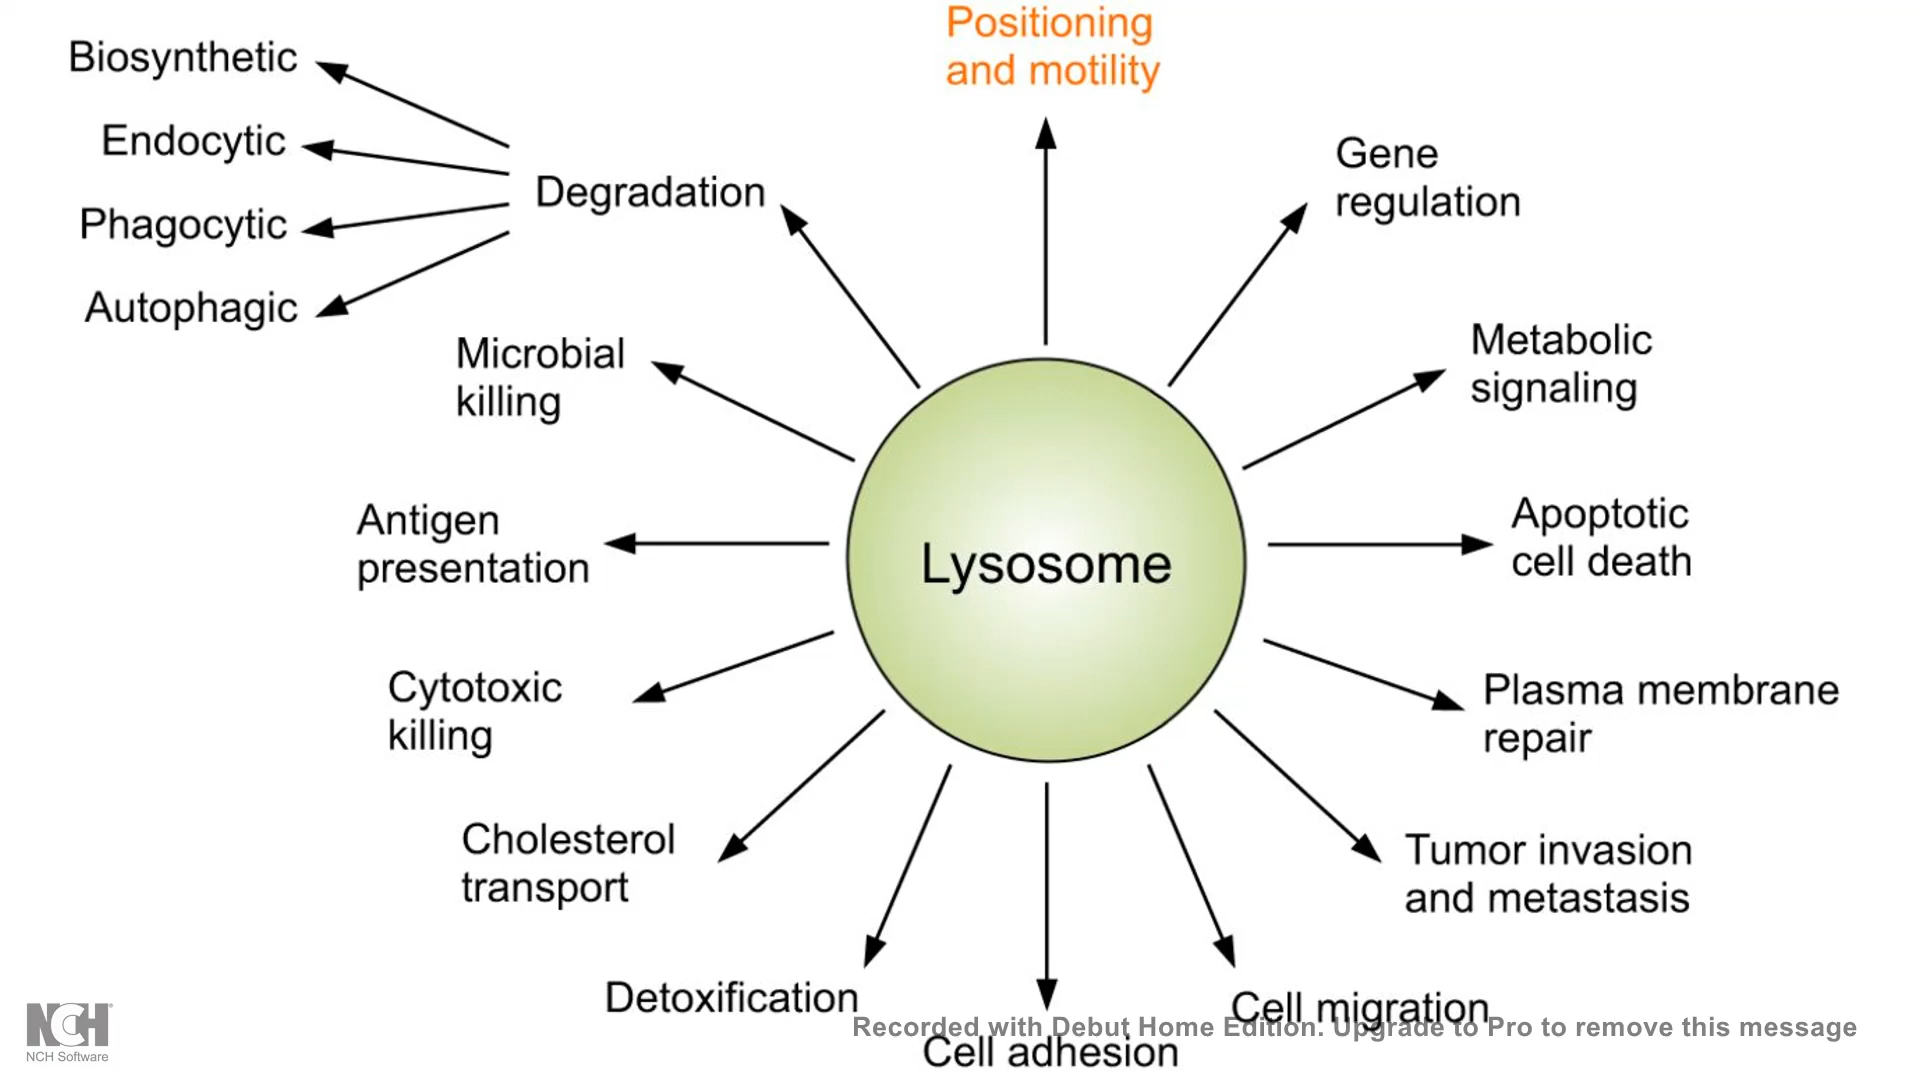 Positioning
and motility
Biosynthetic
Endocytic
Phagocytic
Autophagic
Degradation
Gene
regulation
Microbial
killing
Metabolic
signaling
Antigen
presentation
Lysosome
Apoptotic
cell death
Cytotoxic
killing
Plasma membrane
repair
Cholesterol
transport
Tumor invasion
and metastasis
Detoxification
Cell migration
Cell adhesion
Recorded with Debut Home Edition. Upgrade to Pro to remove this message
NCH
NCH Software